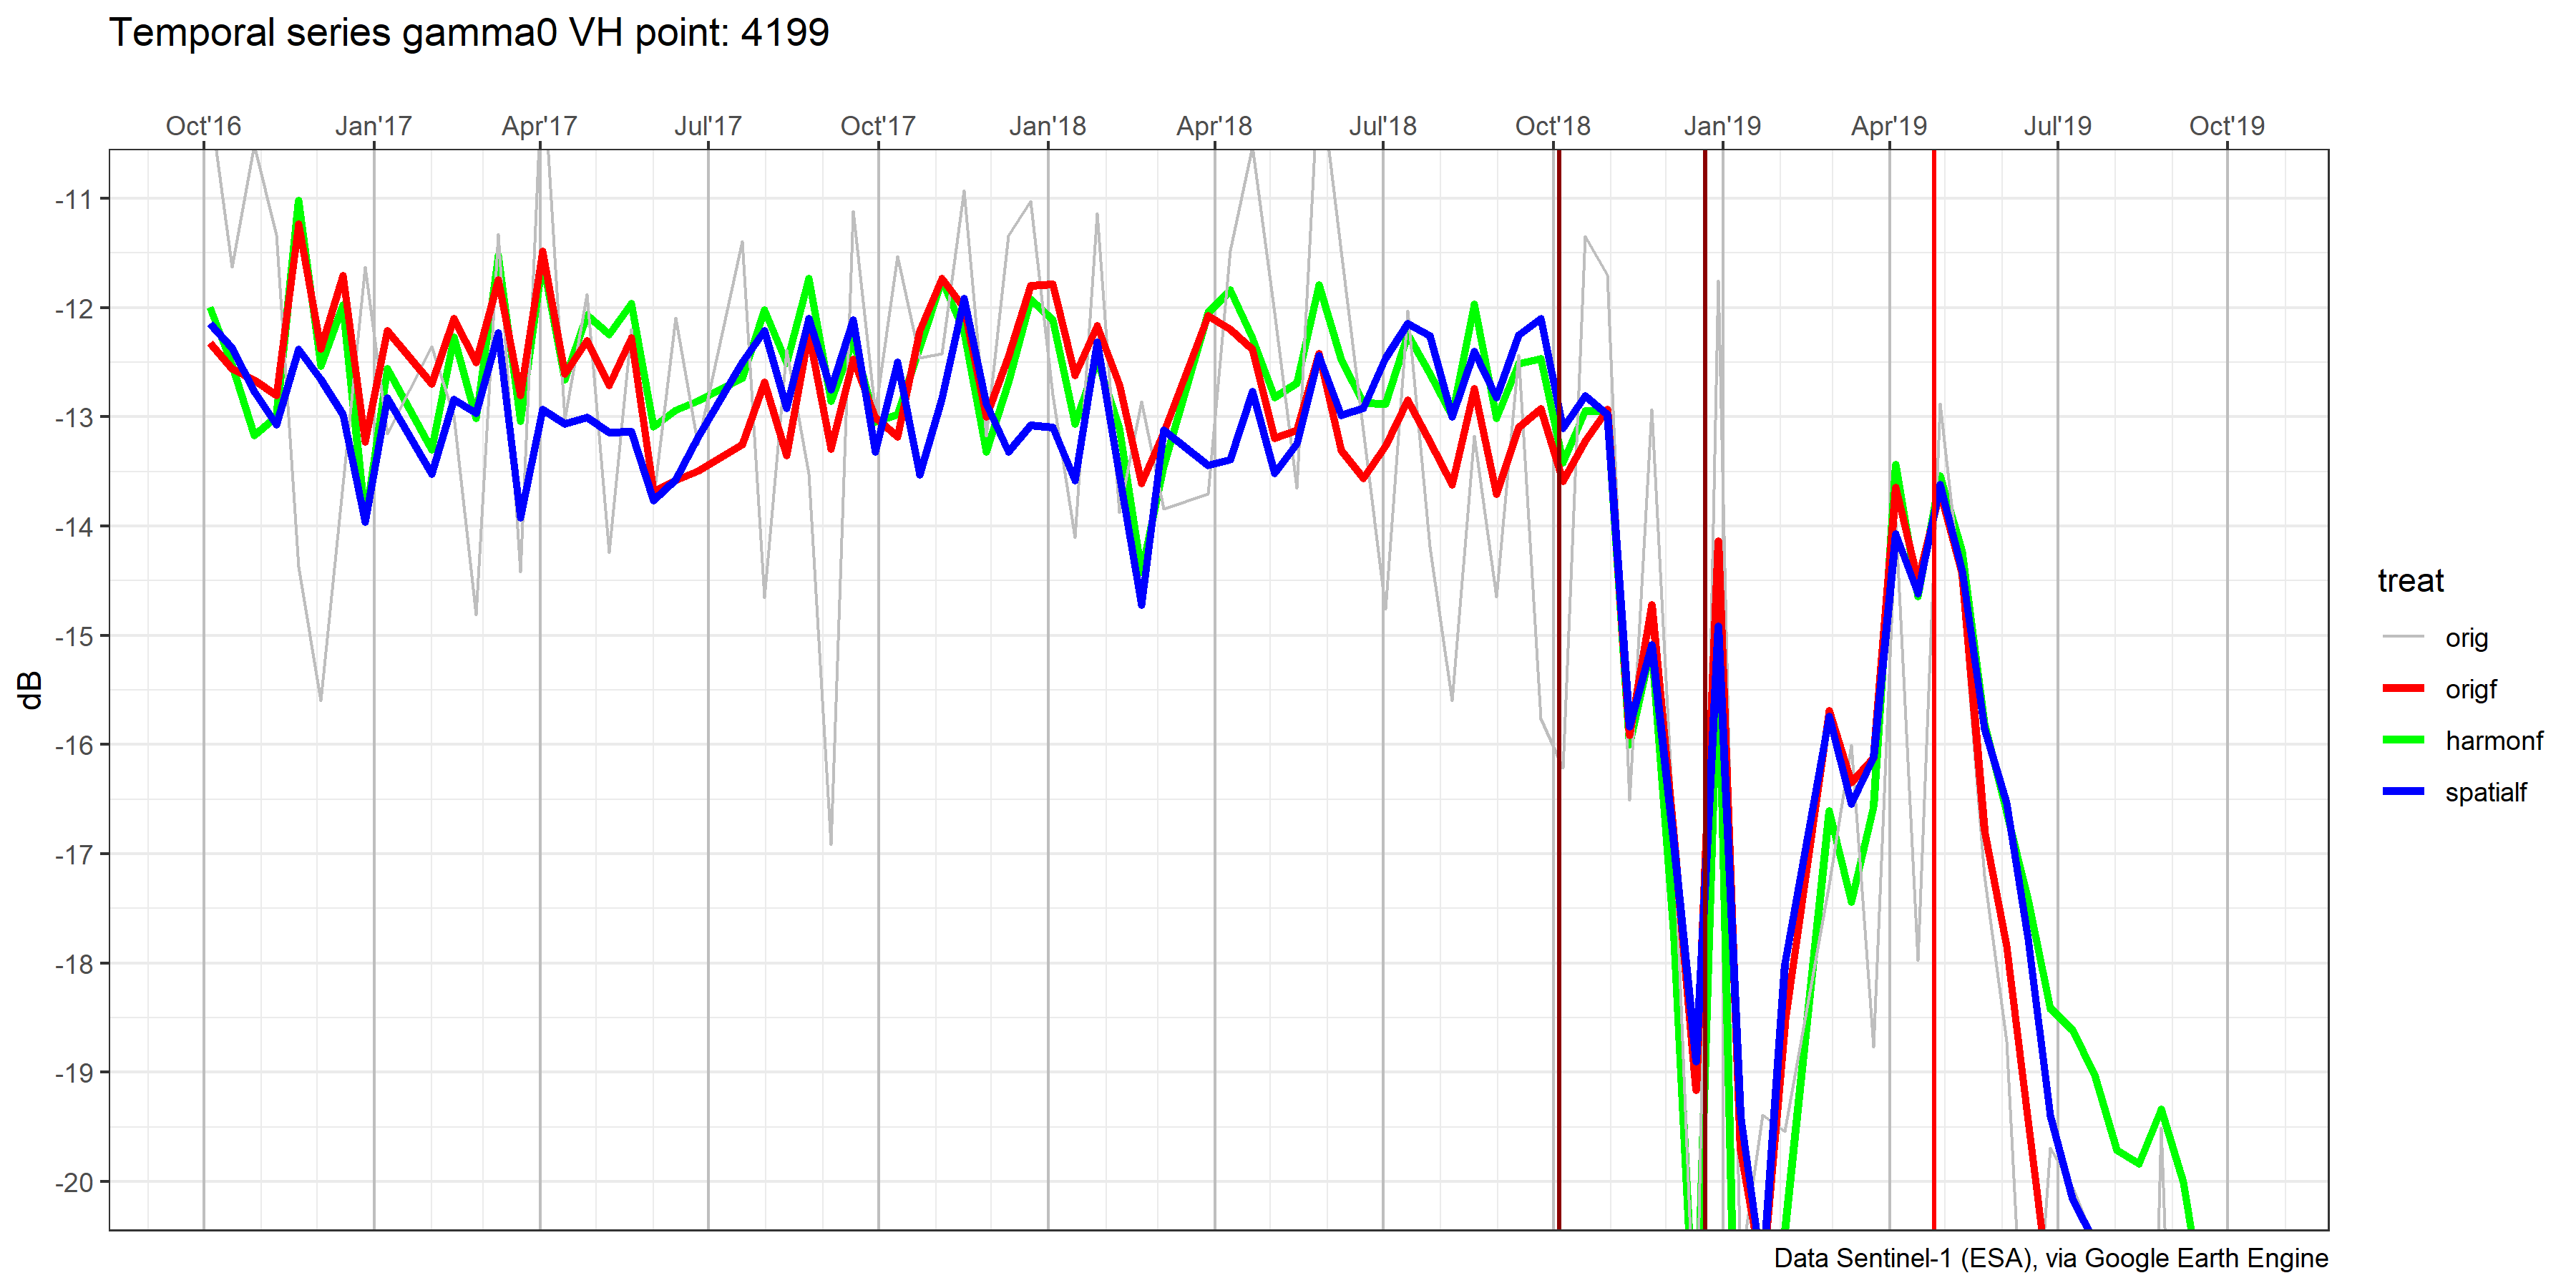 Temporal series gamma0 VH point: 4199
Oct'16 Jan'17 Apr'17 Jul'17 Oct'17 Jan'18 Apr'18 Jul'18 Oct'18 Jan'19 Apr'19 Jul'19 Oct'19
-11
-12
-13
-14
-15
-16
-17
-18
-19
-20
dB
treat
orig
origf
harmonf
spatialf
Data Sentinel-1 (ESA), via Google Earth Engine